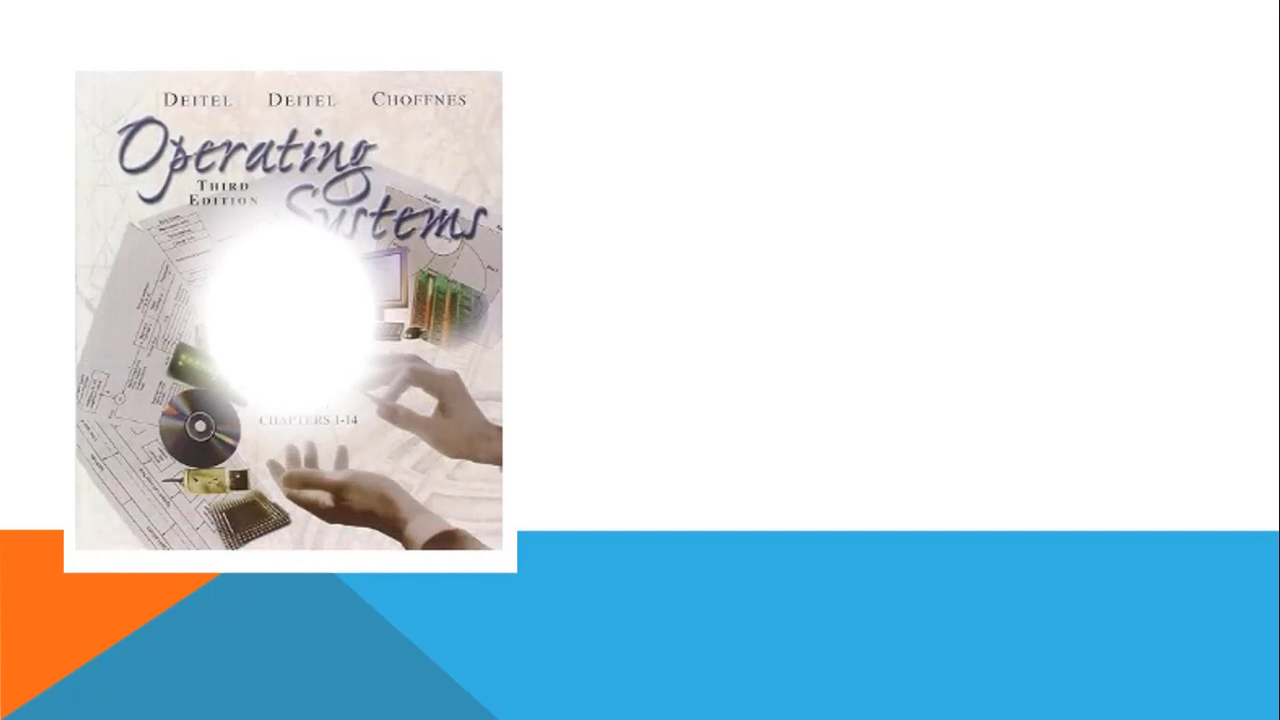 DEITEL DEITEL CHOFFNES
Operating
THIRD
EDITION
Systems
CHAPTERS 1-14